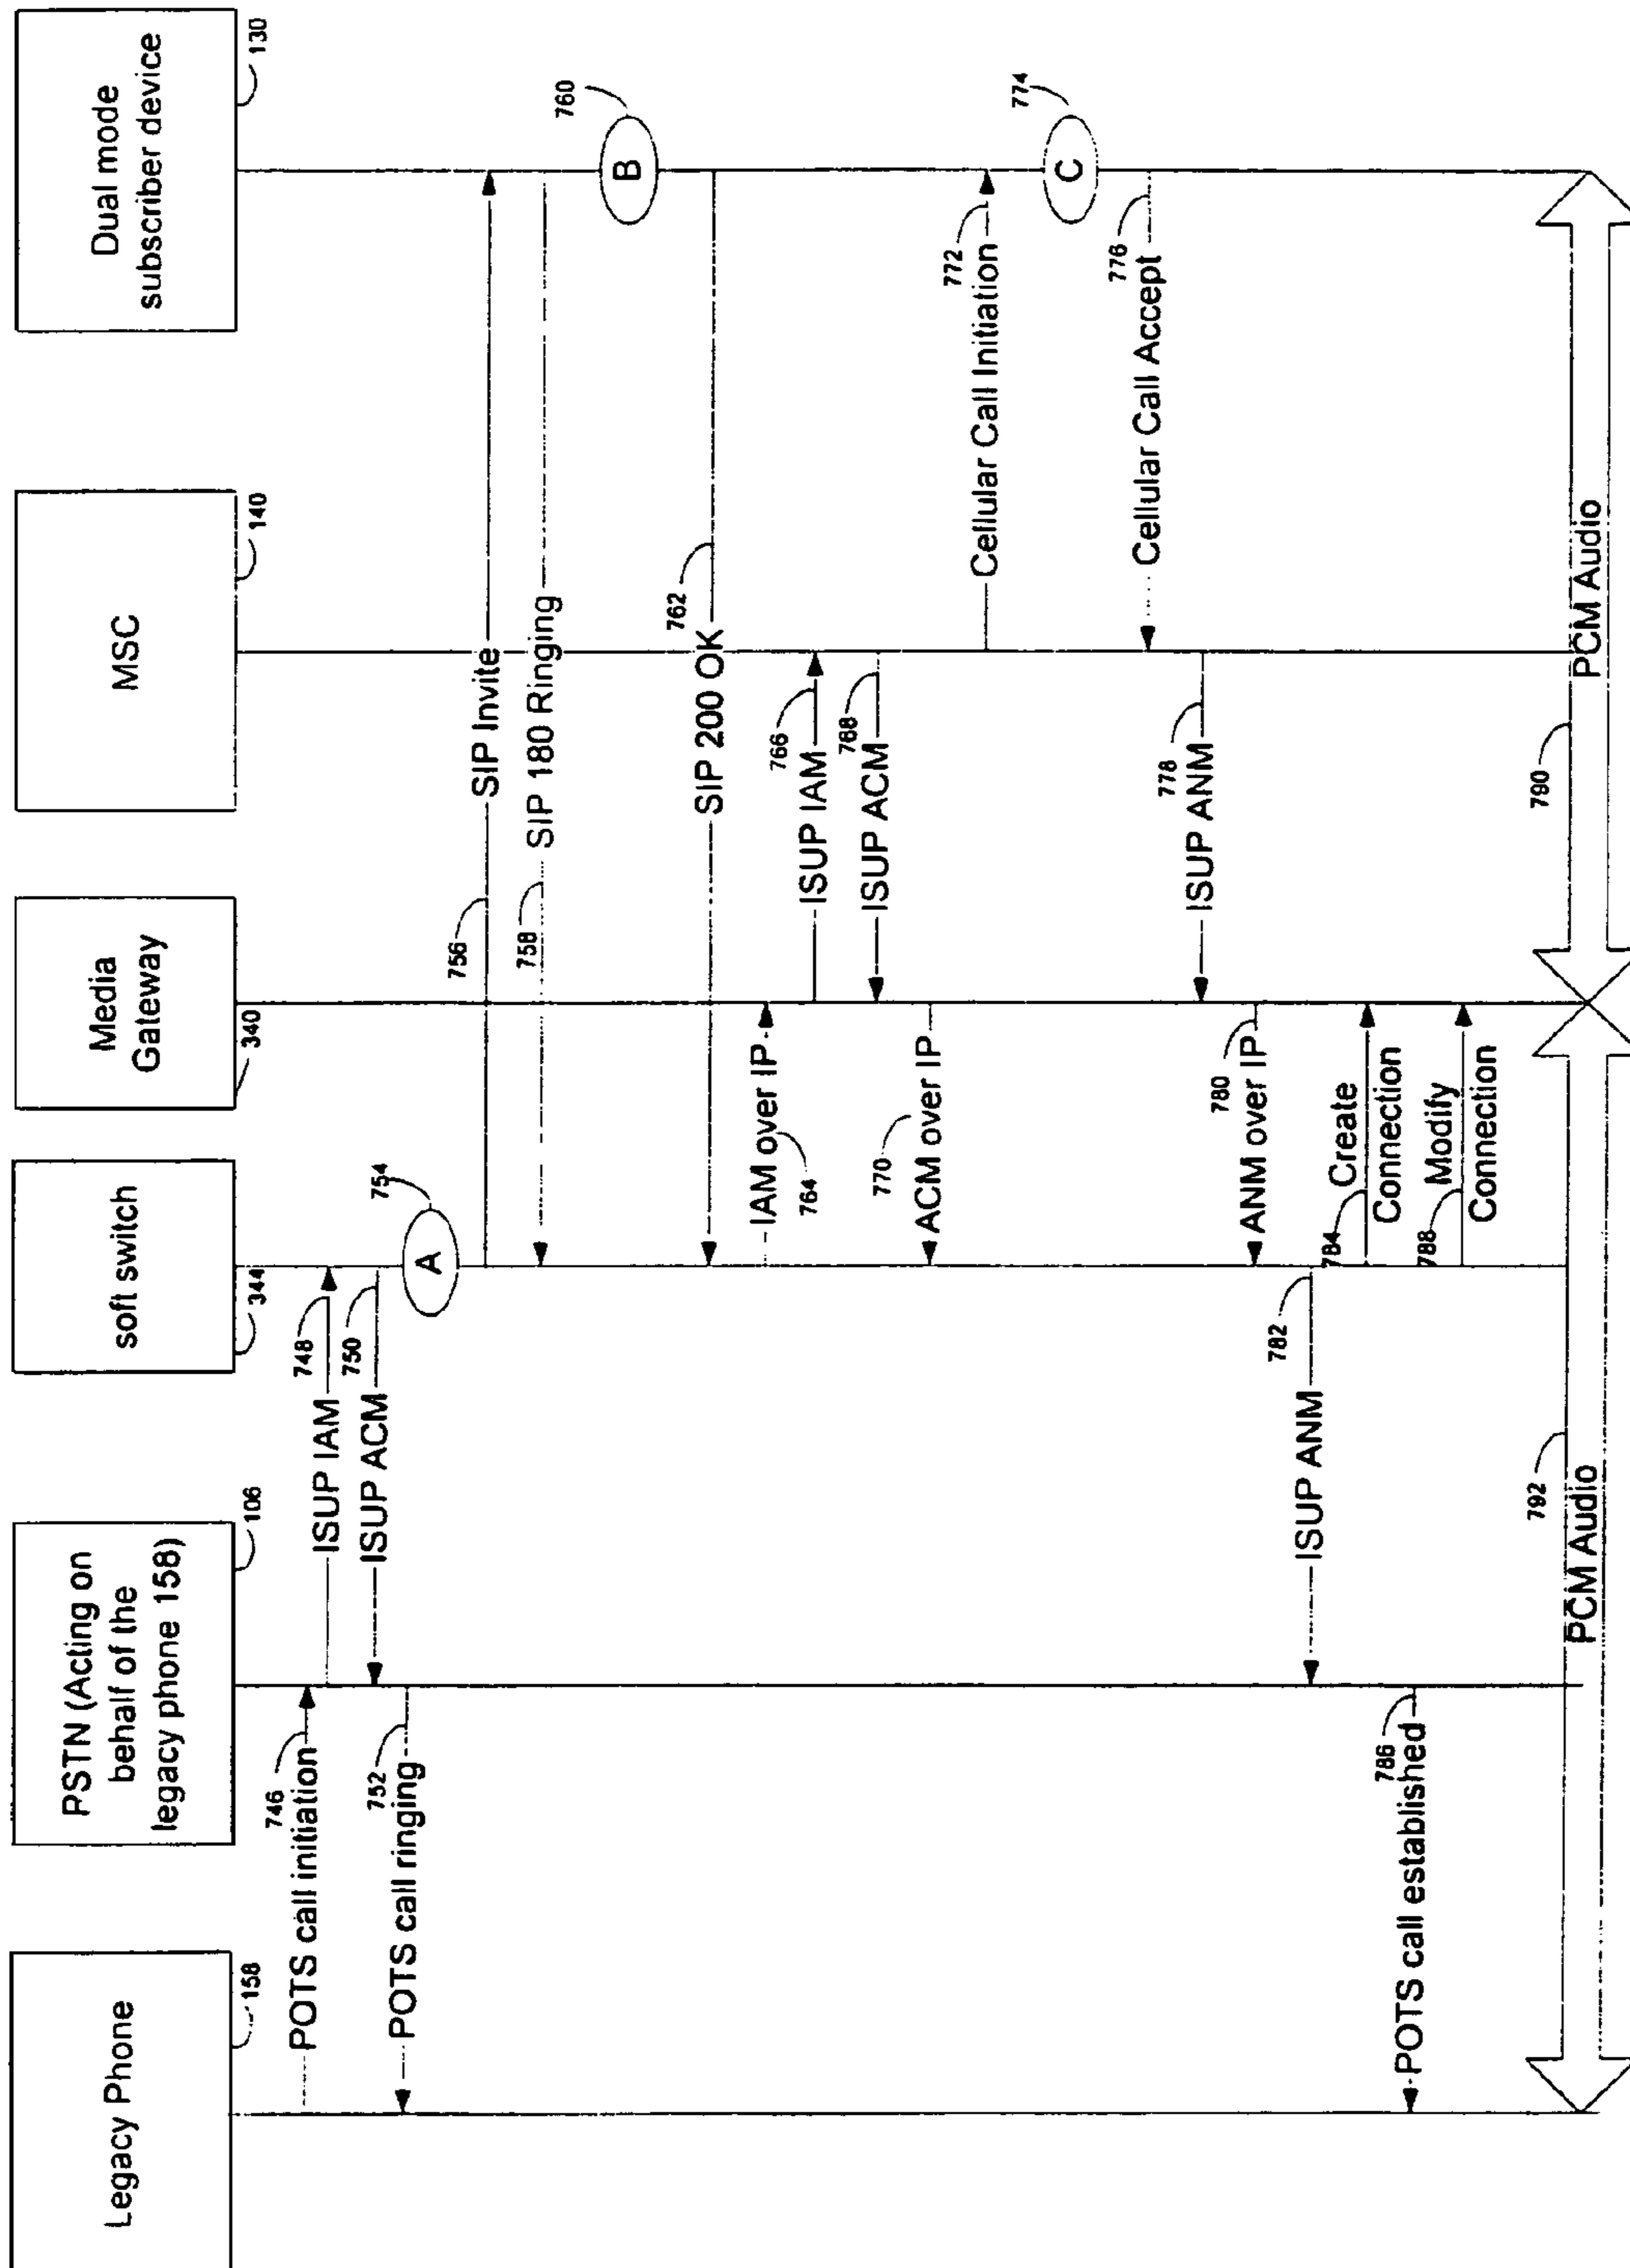 Legacy Phone
158
PSTN (Acting on
behalf of the
legacy phone 158)
106
soft switch
344
Media
Gateway
340
MSC
140
Dual mode
subscriber device
130
746
POTS call initiation
748
ISUP IAM
750
ISUP ACM
752
POTS call ringing
754
A
756
SIP Invite
758
SIP 180 Ringing
760
B
762
SIP 200 OK
IAM over IP
764
766
ISUP IAM
768
ISUP ACM
770
ACM over IP
772
Cellular Call Initiation
774
C
776
Cellular Call Accept
778
ISUP ANM
780
ANM over IP
782
ISUP ANM
784
Create
Connection
786
POTS call established
788
Modify
Connection
790
PCM Audio
792
PCM Audio